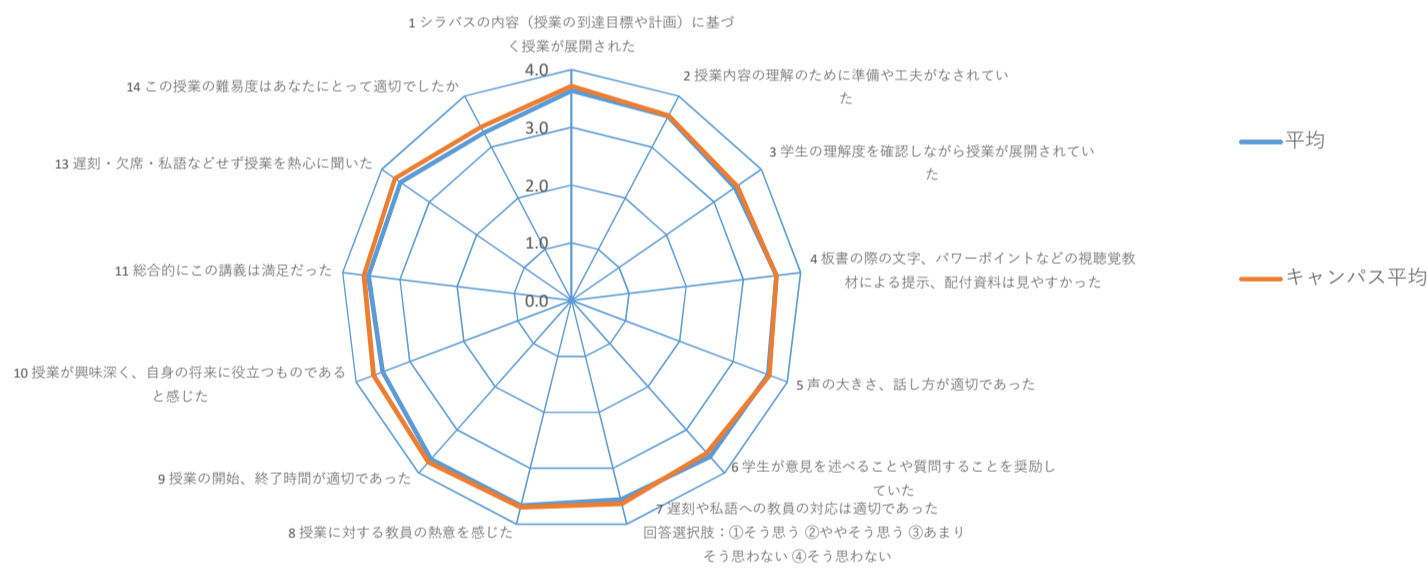 1 シラバスの内容（授業の到達目標や計画）に基づ
く授業が展開された
2 授業内容の理解のために準備や工夫がなされてい
た
3 学生の理解度を確認しながら授業が展開されてい
た
4 板書の際の文字、パワーポイントなどの視聴覚教
材による提示、配付資料は見やすかった
5 声の大きさ、話し方が適切であった
6 学生が意見を述べることや質問することを奨励し
ていた
7 遅刻や私語への教員の対応は適切であった
回答選択肢：①そう思う ②ややそう思う ③あまり
そう思わない ④そう思わない
8 授業に対する教員の熱意を感じた
9 授業の開始、終了時間が適切であった
10 授業が興味深く、自身の将来に役立つものである
と感じた
11 総合的にこの講義は満足だった
13 遅刻・欠席・私語などせず授業を熱心に聞いた
14 この授業の難易度はあなたにとって適切でしたか
4.0
3.0
2.0
1.0
0.0
平均
キャンパス平均